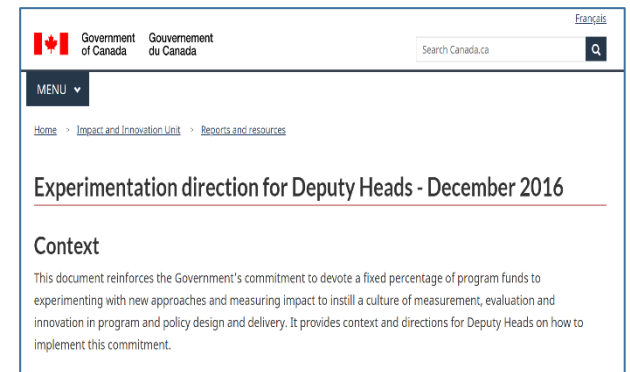 Français
Government Gouvernement
of Canada du Canada
Search Canada.ca
MENU
Home > Impact and Innovation Unit > Reports and resources
Experimentation direction for Deputy Heads - December 2016
Context
This document reinforces the Government's commitment to devote a fixed percentage of program funds to
experimenting with new approaches and measuring impact to instill a culture of measurement, evaluation and
innovation in program and policy design and delivery. It provides context and directions for Deputy Heads on how to
implement this commitment.